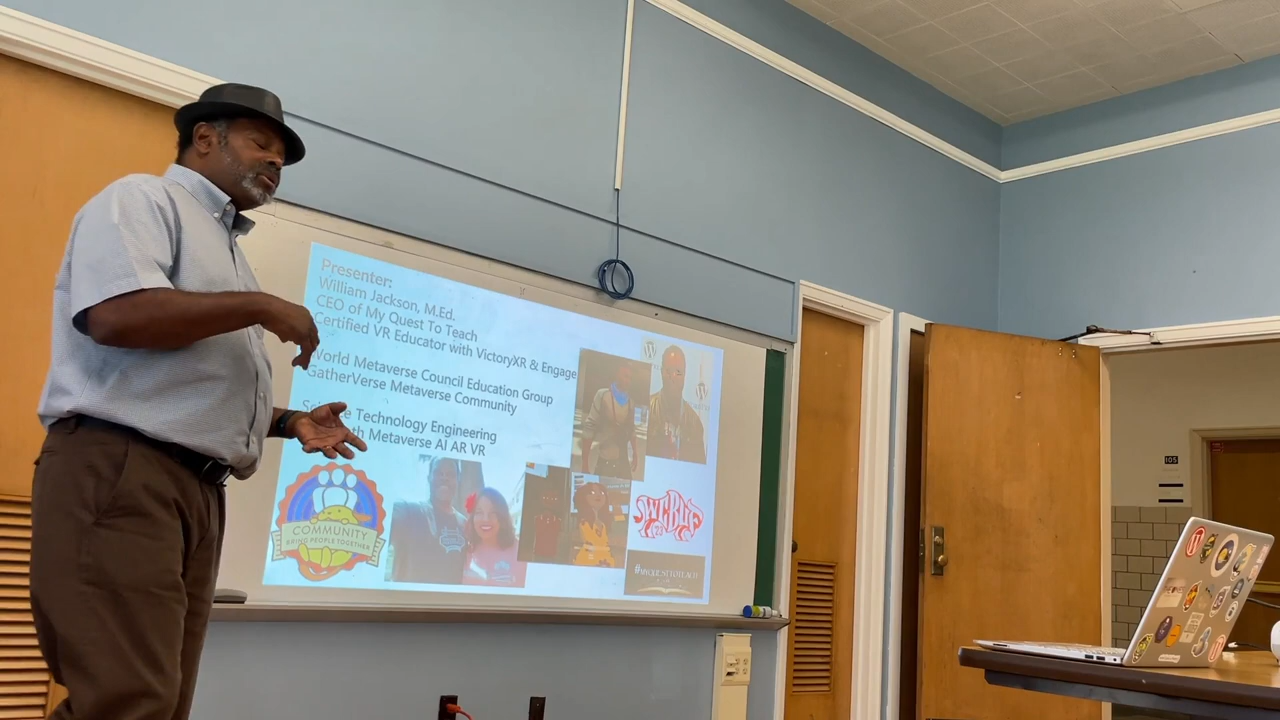 Presenter:
William Jackson, M.Ed.
CEO of My Quest To Teach
Certified VR Educator with VictoryXR & Engage
World Metaverse Council Education Group
GatherVerse Metaverse Community
Technology Engineering
Metaverse AI AR VR
COMMUNITY
BRING PEOPLE TOGETHER
#MYQUESTTOTEACH
105